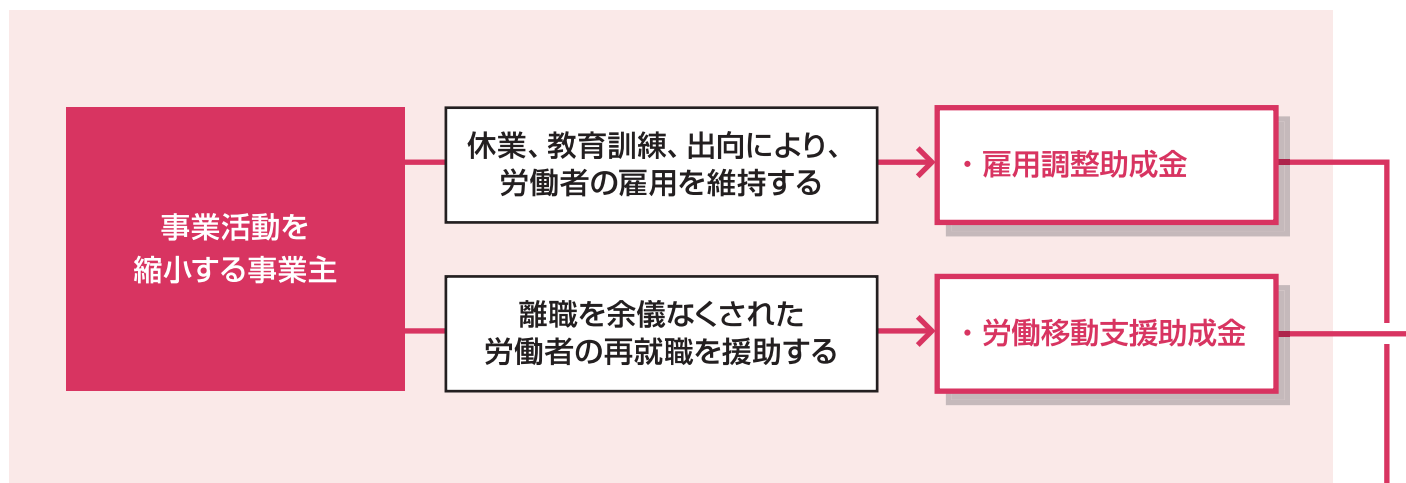 事業活動を
縮小する事業主
休業、教育訓練、出向により、
労働者の雇用を維持する
・雇用調整助成金
離職を余儀なくされた
労働者の再就職を援助する
・労働移動支援助成金